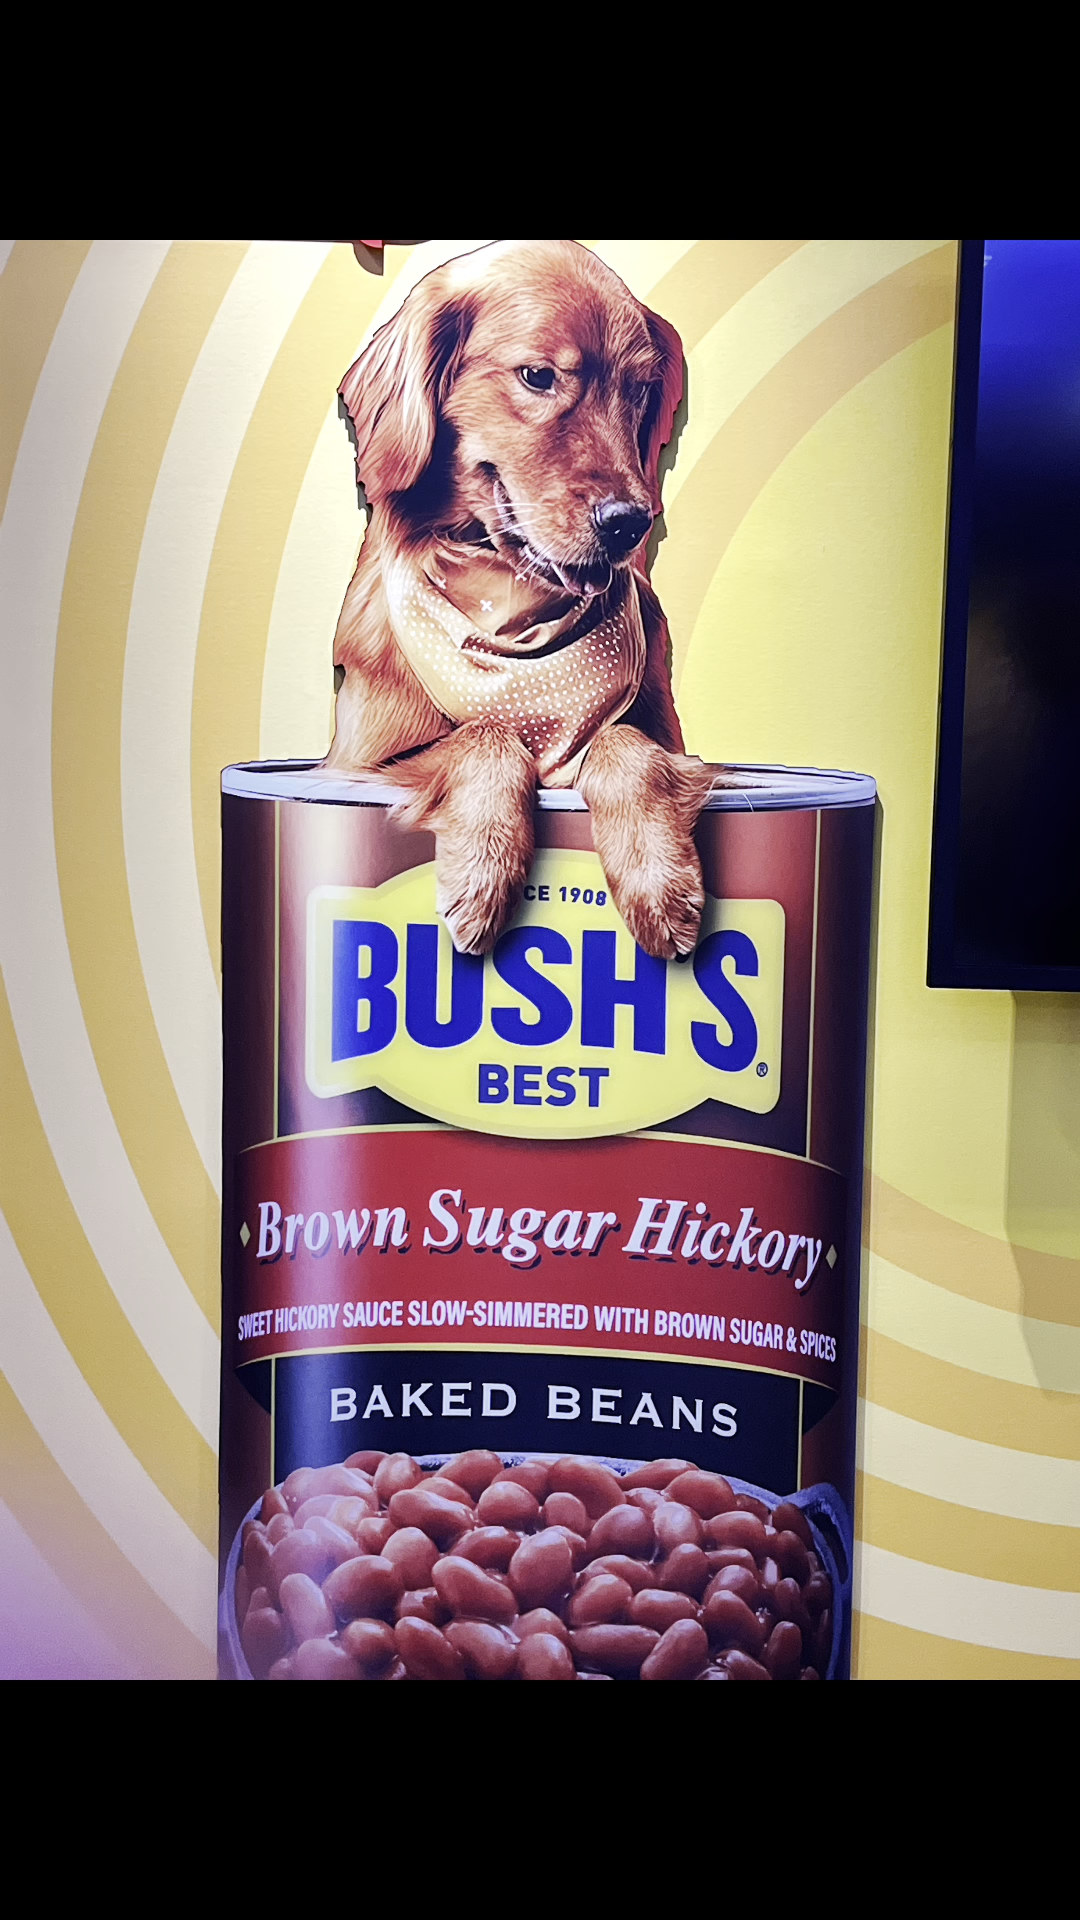 CE 1908
BUSH'S
®
BEST
Brown Sugar Hickory
SWEET HICKORY SAUCE SLOW-SIMMERED WITH BROWN SUGAR & SPICES
BAKED BEANS